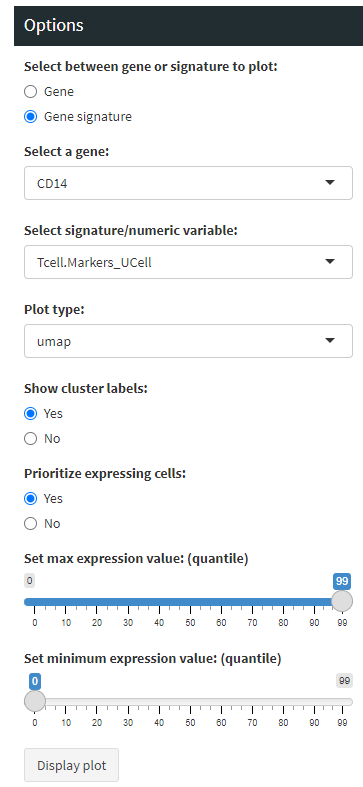 Options
Select between gene or signature to plot:
Gene
Gene signature
Select a gene:
CD14
Select signature/numeric variable:
Tcell.Markers_UCell
Plot type:
umap
Show cluster labels:
Yes
No
Prioritize expressing cells:
Yes
No
Set max expression value: (quantile)
0 99
0 10 20 30 40 50 60 70 80 90 99
Set minimum expression value: (quantile)
0 99
0 10 20 30 40 50 60 70 80 90 99
Display plot